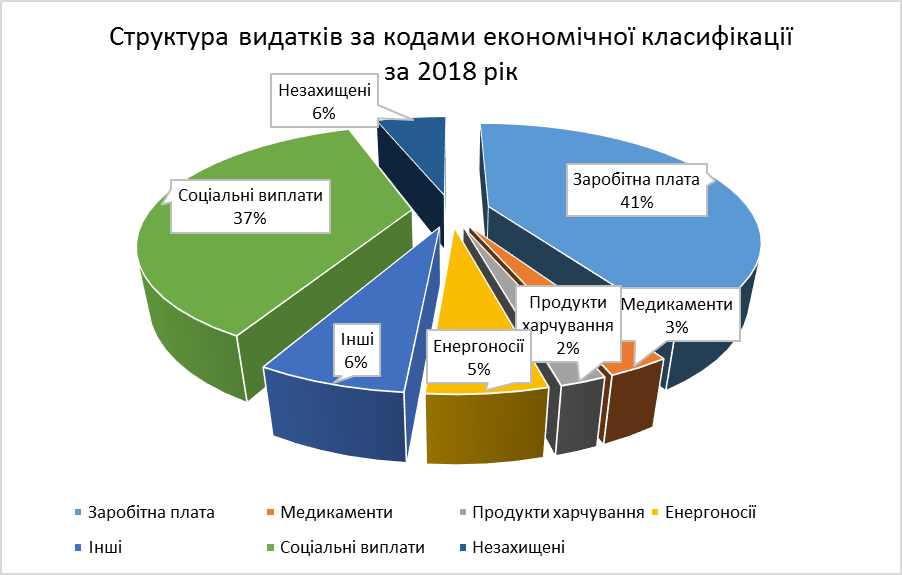 Структура видатків за кодами економічної класифікації
за 2018 рік
Незахищені
6%
Соціальні виплати
37%
Заробітна плата
41%
Продукти
харчування
2%
Медикаменти
3%
Інші
6%
Енергоносії
5%
Заробітна плата
Медикаменти
Продукти харчування
Енергоносії
Інші
Соціальні виплати
Незахищені